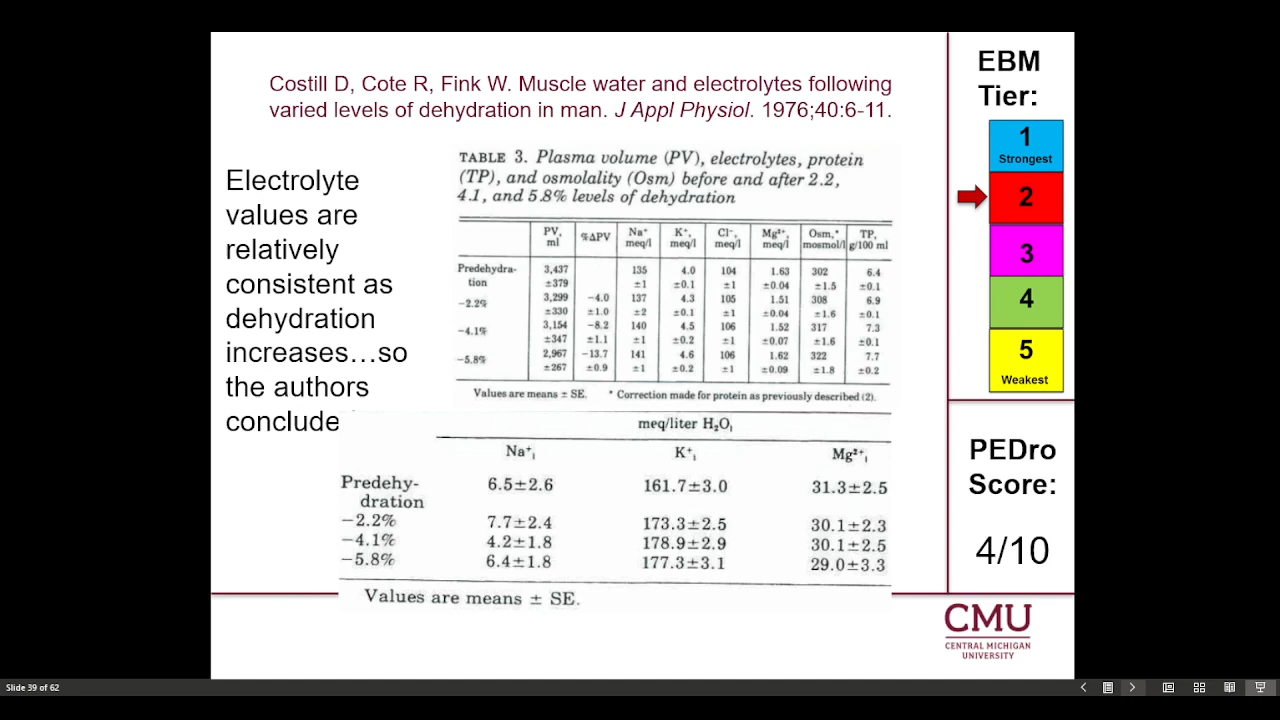 Costill D, Cote R, Fink W. Muscle water and electrolytes following
varied levels of dehydration in man. J Appl Physiol. 1976;40:6-11.
EBM
Tier:
1
Strongest
2
3
4
5
Weakest
PEDro
Score:
4/10
Electrolyte
values are
relatively
consistent as
dehydration
increases…so
the authors
conclude
TABLE 3. Plasma volume (PV), electrolytes, protein
(TP), and osmolality (Osm) before and after 2.2,
4.1, and 5.8% levels of dehydration
PV, ml %ΔPV Na⁺ meq/l K⁺, meq/l Cl⁻, meq/l Mg²⁺, meq/l Osm,* mosmol/l TP, g/100 ml
Predehydra- 3,437 135 4.0 104 1.63 302 6.4
tion ±379 ±1 ±0.1 ±1 ±0.04 ±1.5 ±0.1
−2.2% 3,299 −4.0 137 4.3 105 1.51 308 6.9
±330 ±1.0 ±2 ±0.1 ±1 ±0.04 ±1.6 ±0.1
−4.1% 3,154 −8.2 140 4.5 106 1.52 317 7.3
±347 ±1.1 ±1 ±0.2 ±1 ±0.07 ±1.6 ±0.1
−5.8% 2,967 −13.7 141 4.6 106 1.62 322 7.7
±267 ±0.9 ±1 ±0.2 ±1 ±0.09 ±1.8 ±0.2
Values are means ± SE. * Correction made for protein as previously described (2).
meq/liter H₂Oᵢ
Na⁺ᵢ K⁺ᵢ Mg²⁺ᵢ
Predehy- 6.5±2.6 161.7±3.0 31.3±2.5
dration
−2.2% 7.7±2.4 173.3±2.5 30.1±2.3
−4.1% 4.2±1.8 178.9±2.9 30.1±2.5
−5.8% 6.4±1.8 177.3±3.1 29.0±3.3
Values are means ± SE.
CMU
CENTRAL MICHIGAN
UNIVERSITY
Slide 39 of 62